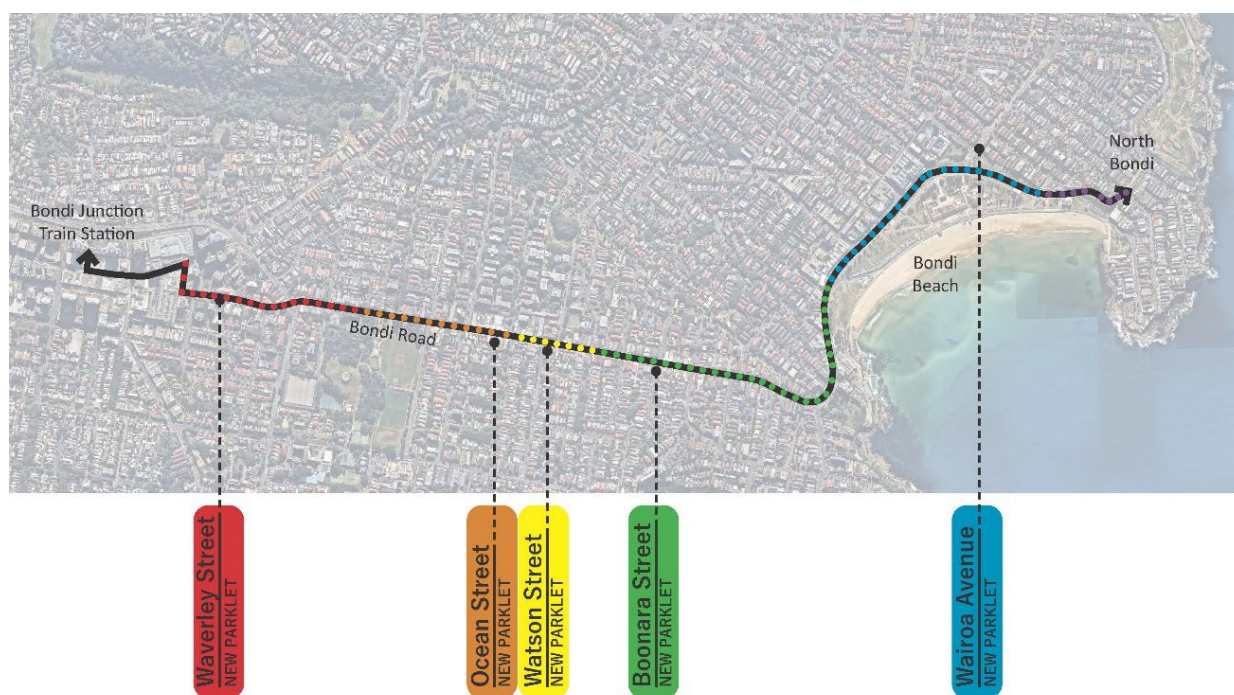 Bondi Junction
Train Station
North
Bondi
Bondi
Beach
Bondi Road
Waverley Street
NEW PARKLET
Ocean Street
NEW PARKLET
Watson Street
NEW PARKLET
Boonara Street
NEW PARKLET
Wairoa Avenue
NEW PARKLET